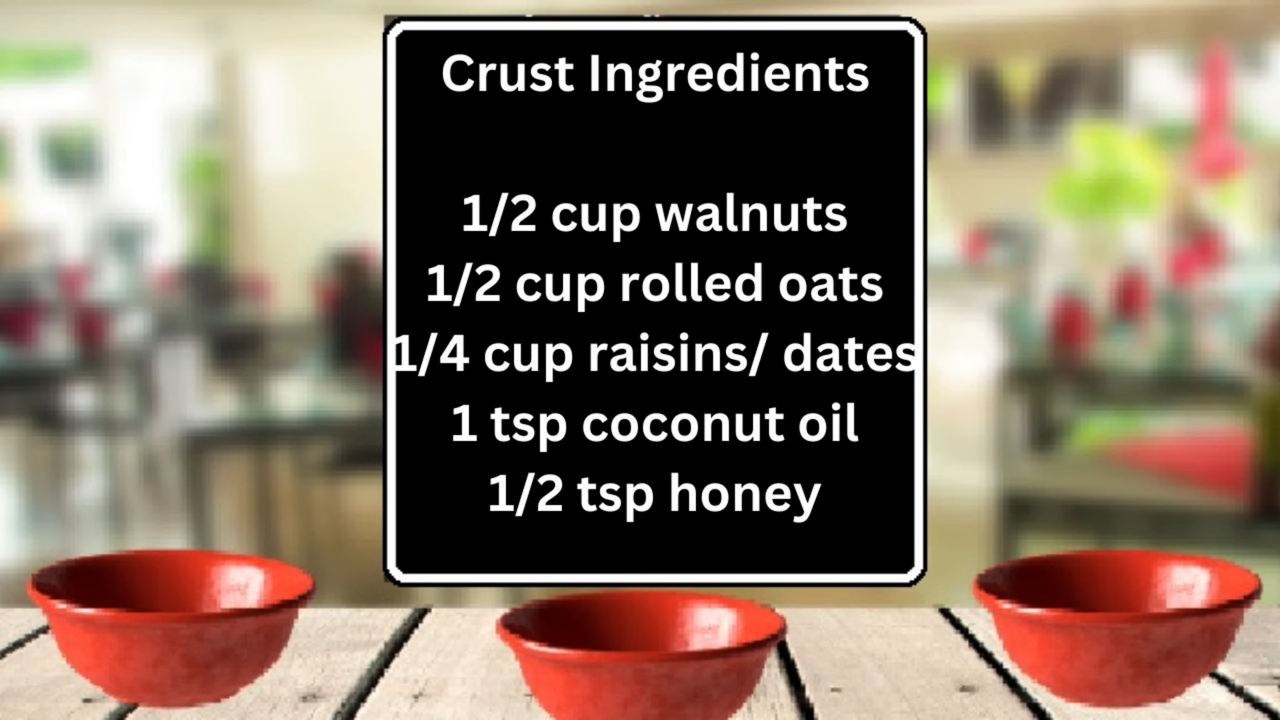 Crust Ingredients
1/2 cup walnuts
1/2 cup rolled oats
1/4 cup raisins/ dates
1 tsp coconut oil
1/2 tsp honey